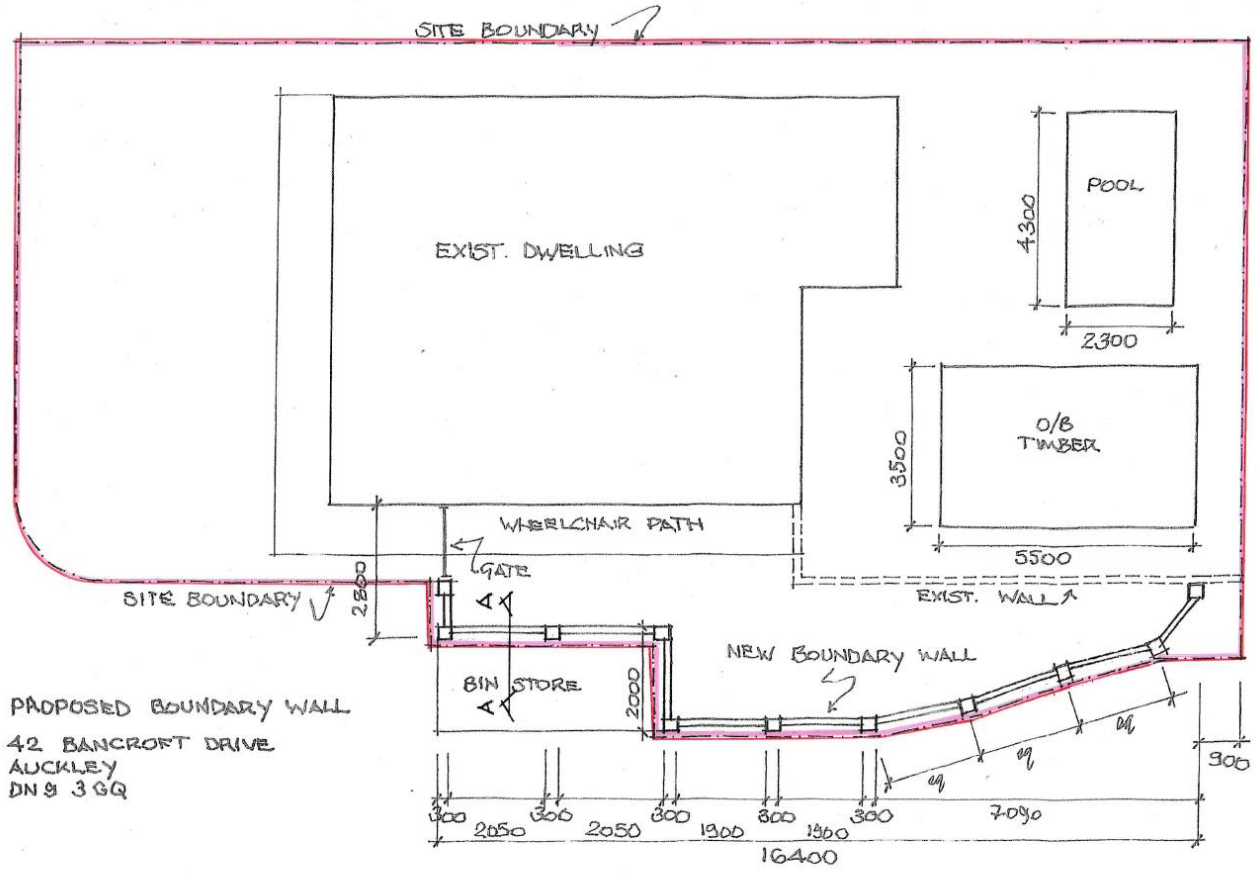 SITE BOUNDARY
EXIST. DWELLING
POOL
4300
2300
O/B
TIMBER
3500
5500
WHEELCHAIR PATH
GATE
2800
SITE BOUNDARY
EXIST. WALL
A A
NEW BOUNDARY WALL
BIN STORE
A A
2000
PROPOSED BOUNDARY WALL
42 BANCROFT DRIVE
AUCKLEY
DN9 3GQ
eq
eq
eq
900
300 300 300 300 300
2050 2050 1900 1900
16400